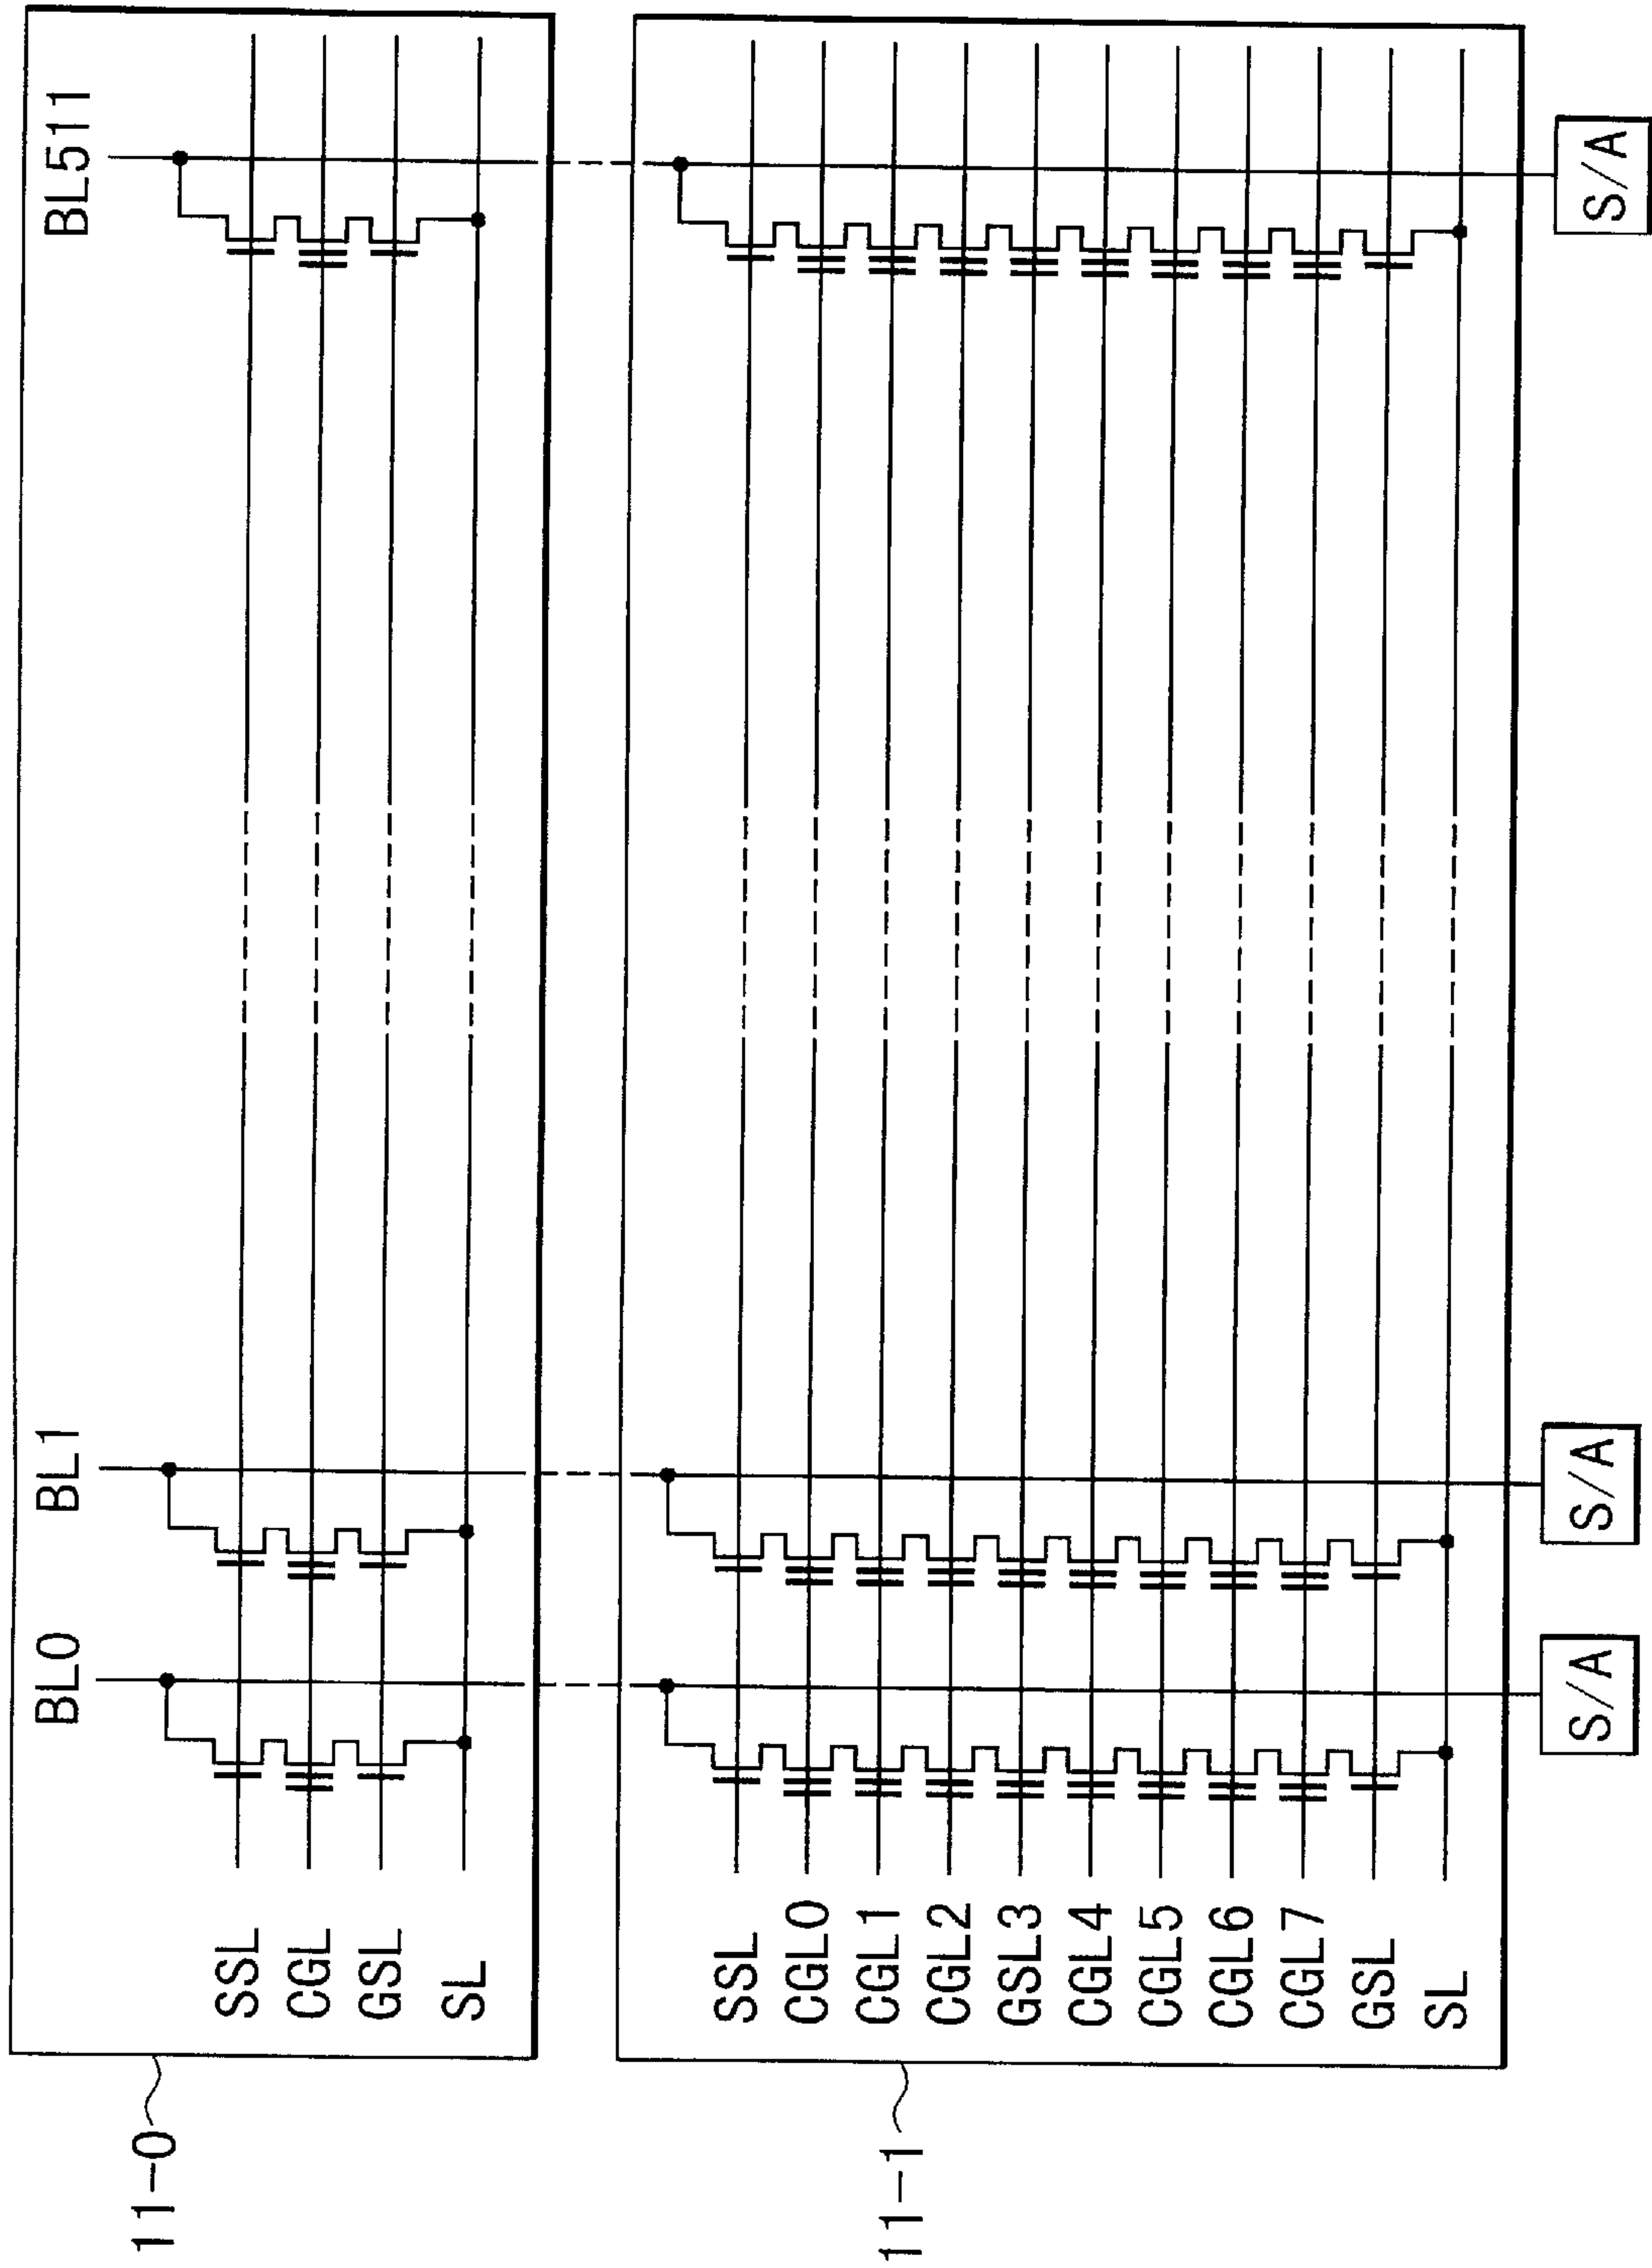 BL0
BL1
BL511
SSL
CGL
GSL
SL
11-0
SSL
CGL0
CGL1
CGL2
GSL3
CGL4
CGL5
CGL6
CGL7
GSL
SL
11-1
S/A
S/A
S/A